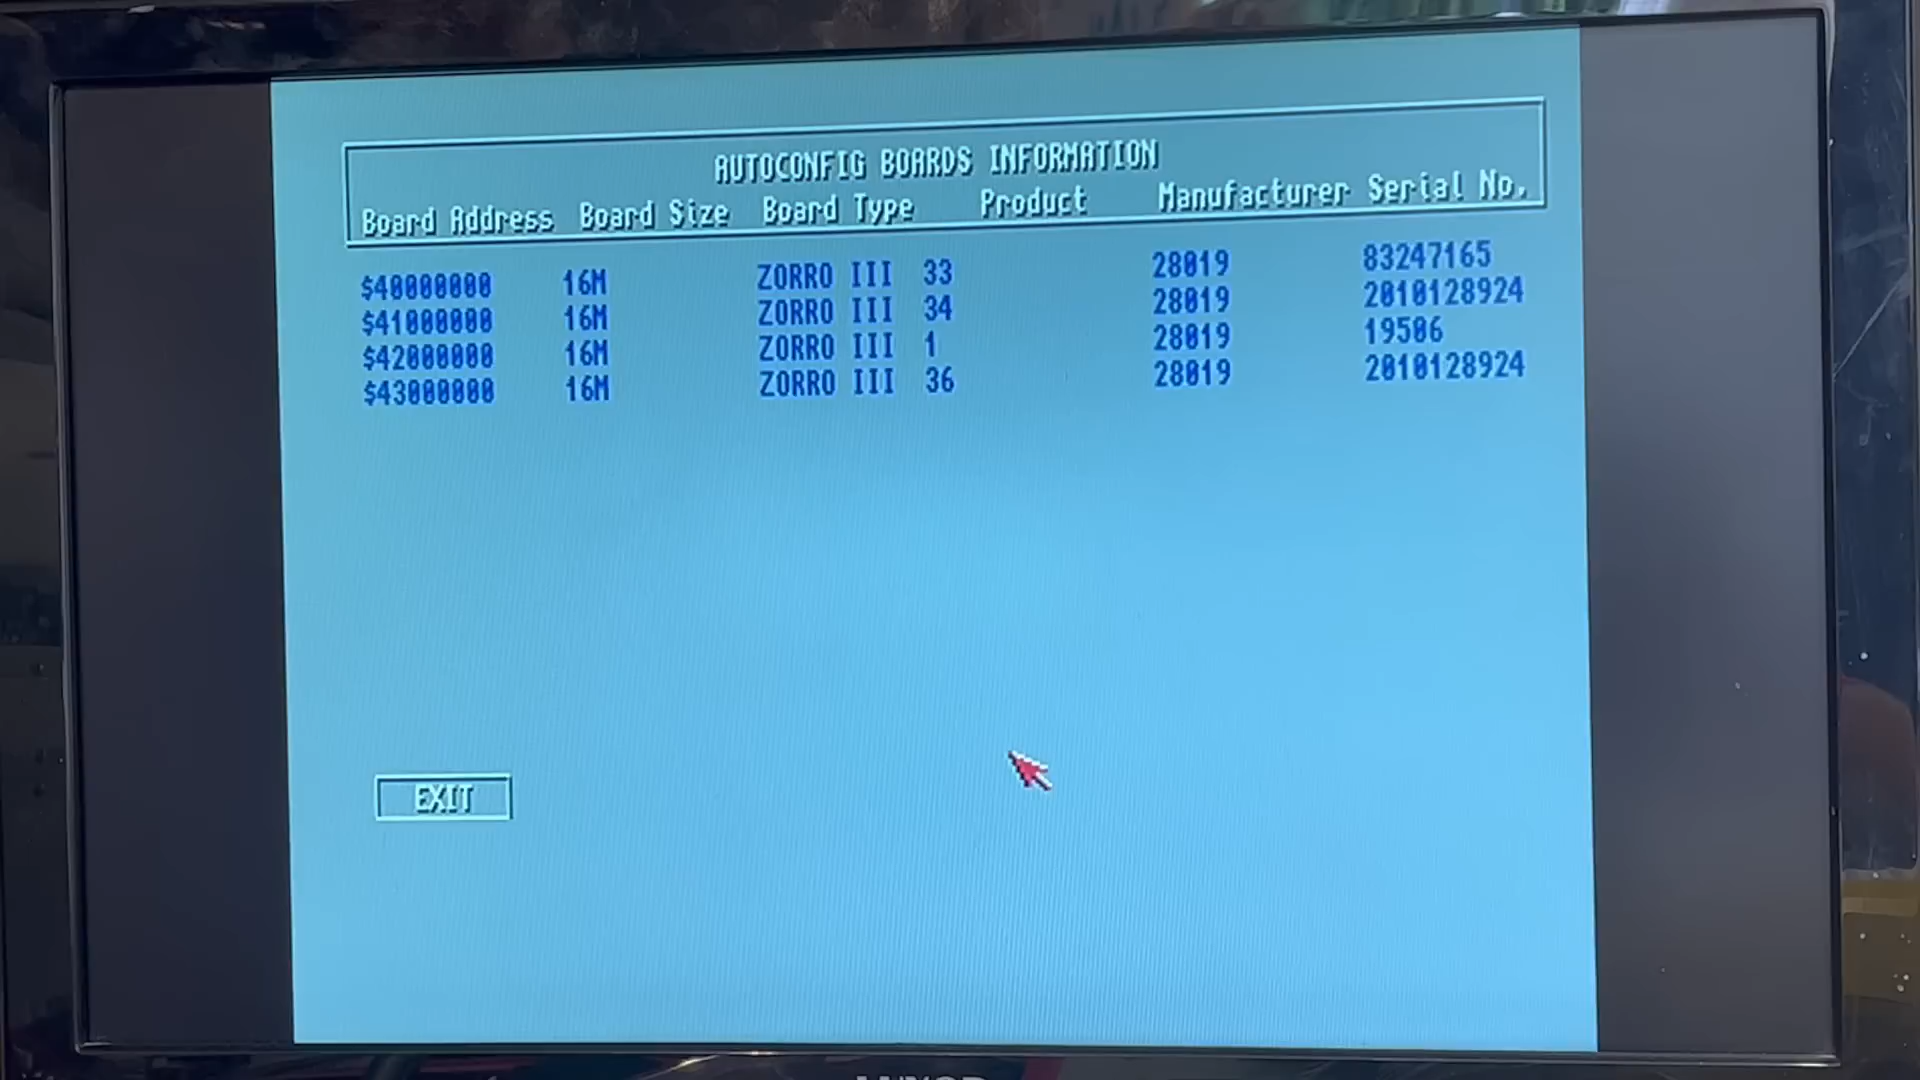 AUTOCONFIG BOARDS INFORMATION
Board Address Board Size Board Type Product Manufacturer Serial No.
$40000000 16M ZORRO III 33 28019 83247165
$41000000 16M ZORRO III 34 28019 2010128924
$42000000 16M ZORRO III 1 28019 19506
$43000000 16M ZORRO III 36 28019 2010128924
EXIT